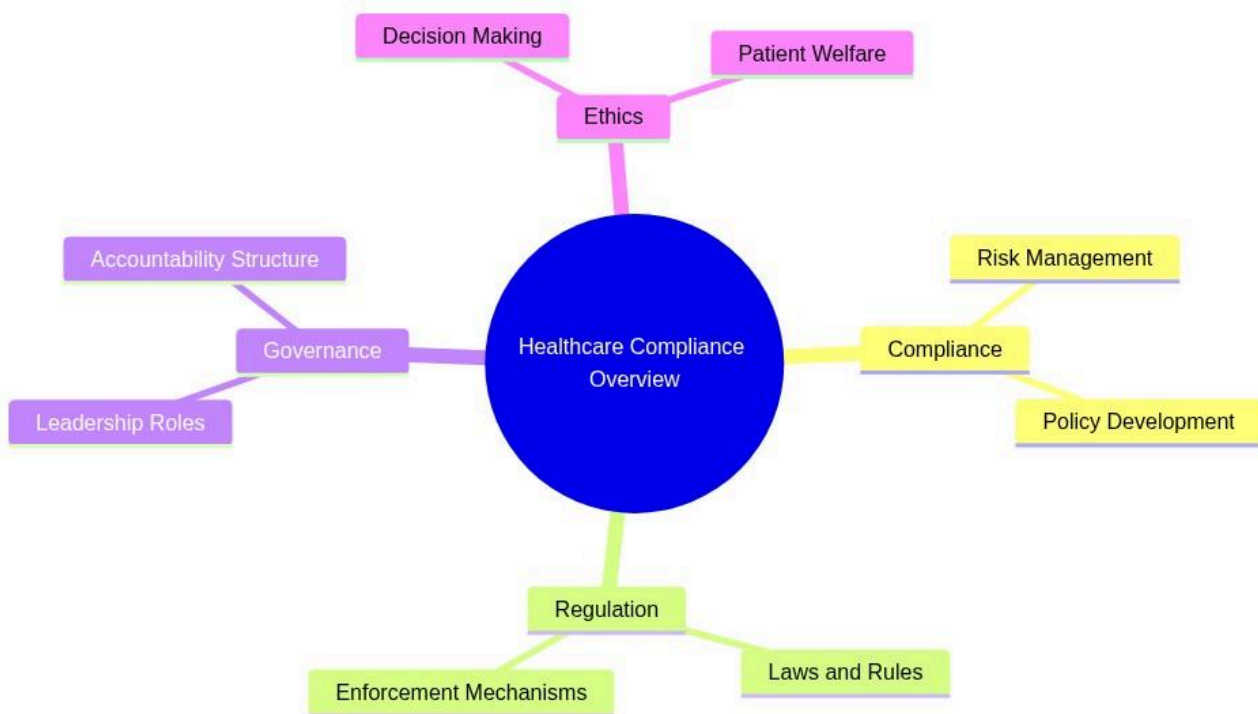 Decision Making
Patient Welfare
Ethics
Accountability Structure
Risk Management
Governance
Healthcare Compliance
Overview
Compliance
Leadership Roles
Policy Development
Regulation
Laws and Rules
Enforcement Mechanisms